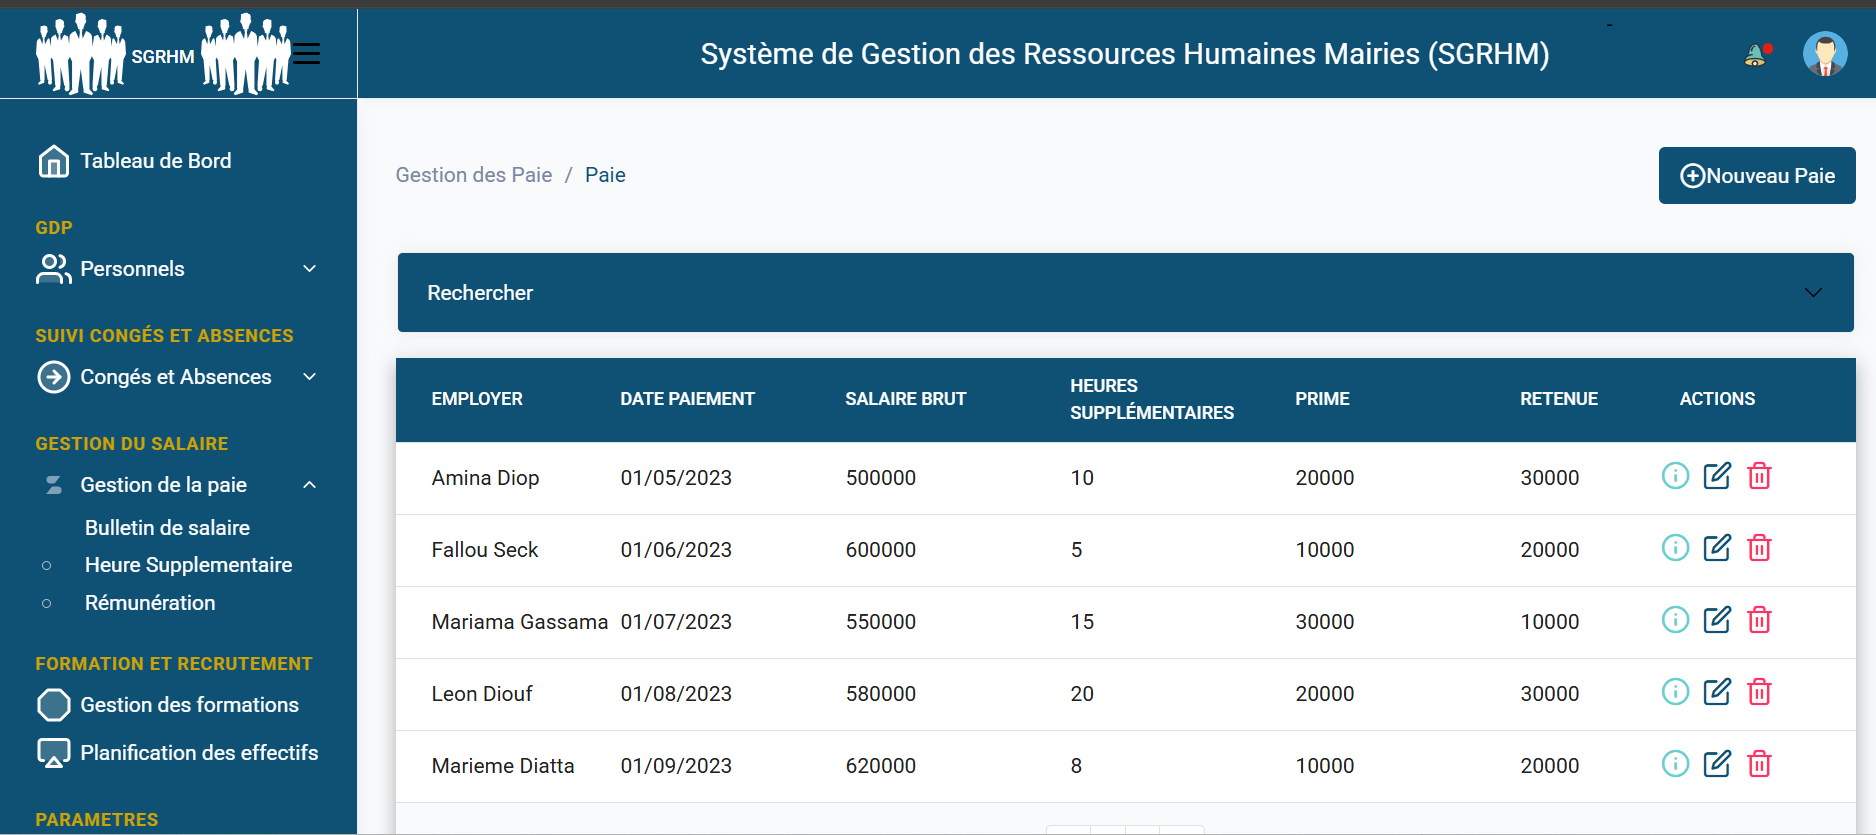 SGRHM
Système de Gestion des Ressources Humaines Mairies (SGRHM)
Tableau de Bord
GDP
Personnels
SUIVI CONGÉS ET ABSENCES
Congés et Absences
GESTION DU SALAIRE
Gestion de la paie
Bulletin de salaire
Heure Supplementaire
Rémunération
FORMATION ET RECRUTEMENT
Gestion des formations
Planification des effectifs
PARAMETRES
Gestion des Paie / Paie
Nouveau Paie
Rechercher
EMPLOYER DATE PAIEMENT SALAIRE BRUT HEURES SUPPLÉMENTAIRES PRIME RETENUE ACTIONS
Amina Diop 01/05/2023 500000 10 20000 30000
Fallou Seck 01/06/2023 600000 5 10000 20000
Mariama Gassama 01/07/2023 550000 15 30000 10000
Leon Diouf 01/08/2023 580000 20 20000 30000
Marieme Diatta 01/09/2023 620000 8 10000 20000